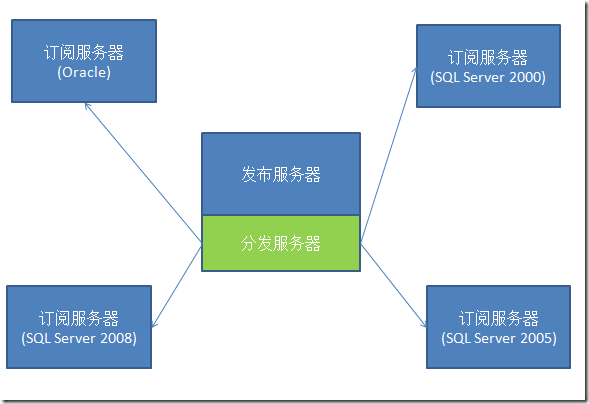 订阅服务器
(Oracle)
订阅服务器
(SQL Server 2000)
发布服务器
分发服务器
订阅服务器
(SQL Server 2008)
订阅服务器
(SQL Server 2005)